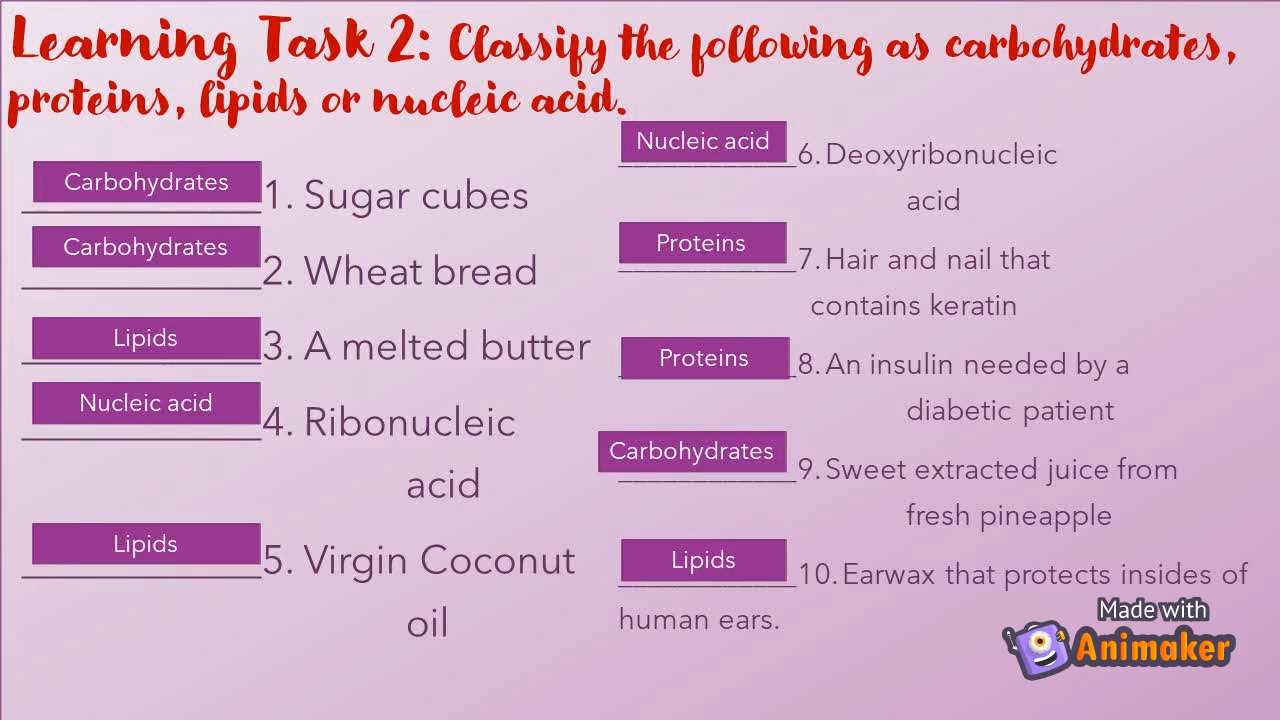 Learning Task 2: Classify the following as carbohydrates,
proteins, lipids or nucleic acid.
Carbohydrates 1. Sugar cubes
Carbohydrates 2. Wheat bread
Lipids 3. A melted butter
Nucleic acid 4. Ribonucleic
acid
Lipids 5. Virgin Coconut
oil
Nucleic acid 6. Deoxyribonucleic
acid
Proteins 7. Hair and nail that
contains keratin
Proteins 8. An insulin needed by a
diabetic patient
Carbohydrates 9. Sweet extracted juice from
fresh pineapple
Lipids 10. Earwax that protects insides of
human ears.
Made with
Animaker